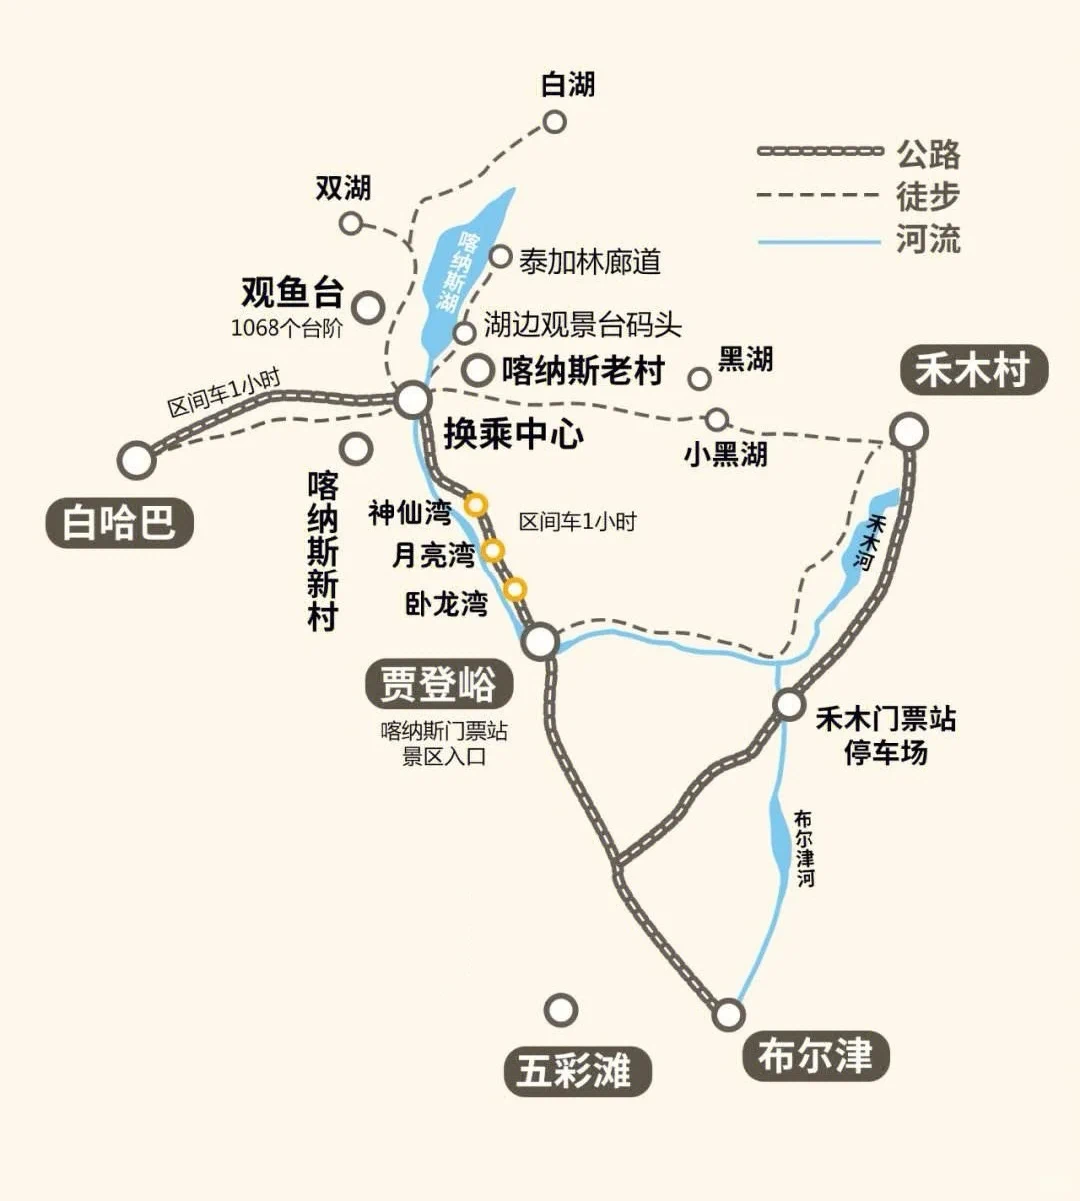 白湖
公路
徒步
河流
双湖
喀纳斯湖
泰加林廊道
观鱼台
1068个台阶
湖边观景台码头
喀纳斯老村
黑湖
禾木村
区间车1小时
换乘中心
小黑湖
白哈巴
喀纳斯新村
神仙湾
区间车1小时
月亮湾
禾木河
卧龙湾
贾登峪
喀纳斯门票站
景区入口
禾木门票站
停车场
布尔津河
五彩滩
布尔津